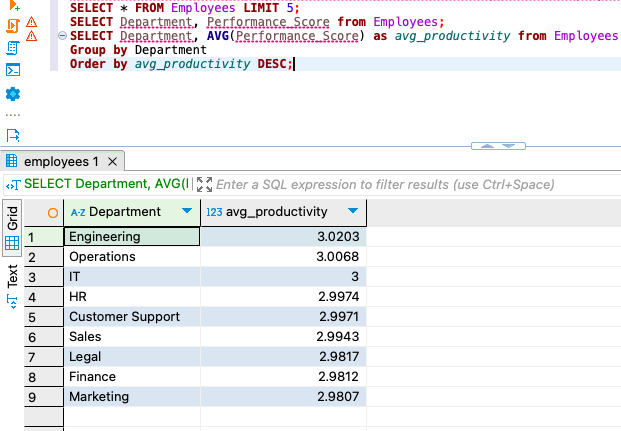 SELECT * FROM Employees LIMIT 5;
SELECT Department, Performance_Score from Employees;
SELECT Department, AVG(Performance_Score) as avg_productivity from Employees
Group by Department
Order by avg_productivity DESC;
employees 1
SELECT Department, AVG(I
Enter a SQL expression to filter results (use Ctrl+Space)
Grid
Text
A-Z Department 123 avg_productivity
1 Engineering 3.0203
2 Operations 3.0068
3 IT 3
4 HR 2.9974
5 Customer Support 2.9971
6 Sales 2.9943
7 Legal 2.9817
8 Finance 2.9812
9 Marketing 2.9807